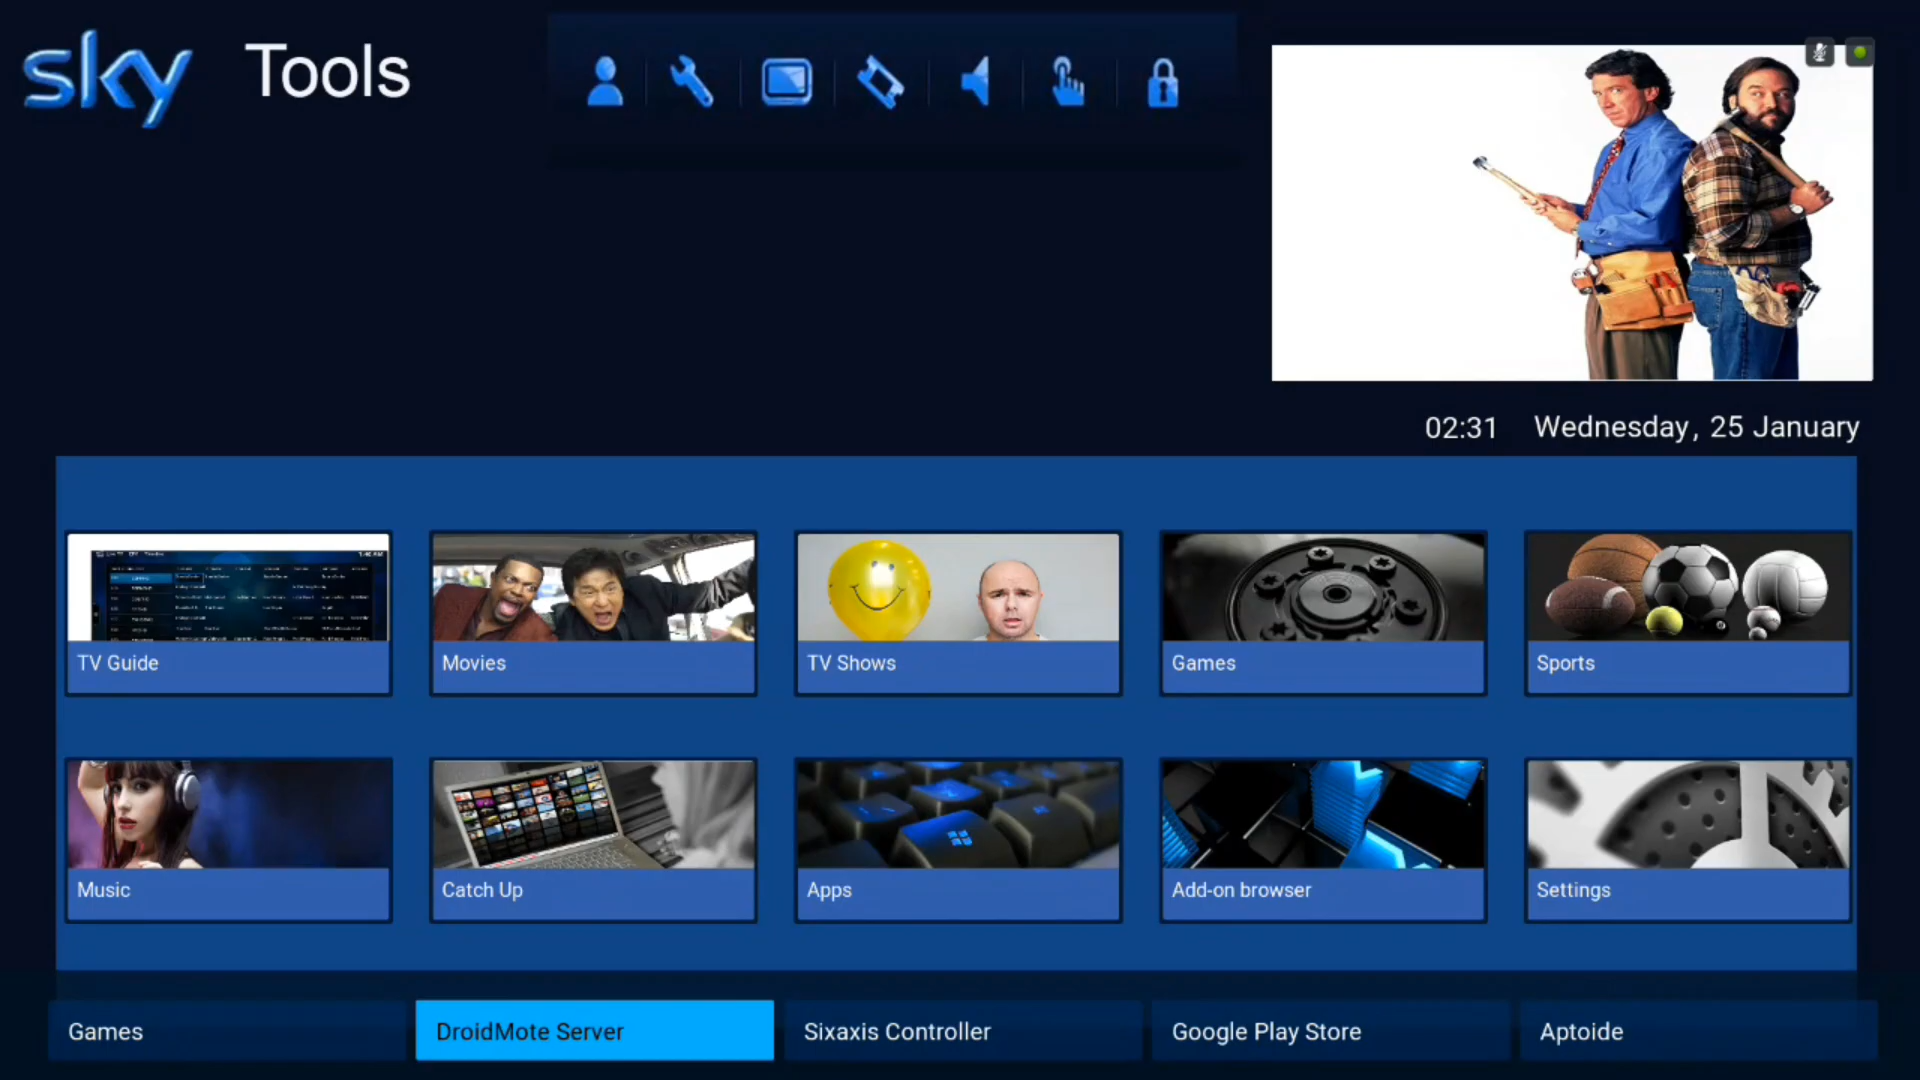 sky Tools
02:31 Wednesday, 25 January
TV Guide
Movies
TV Shows
Games
Sports
Music
Catch Up
Apps
Add-on browser
Settings
Games
DroidMote Server
Sixaxis Controller
Google Play Store
Aptoide